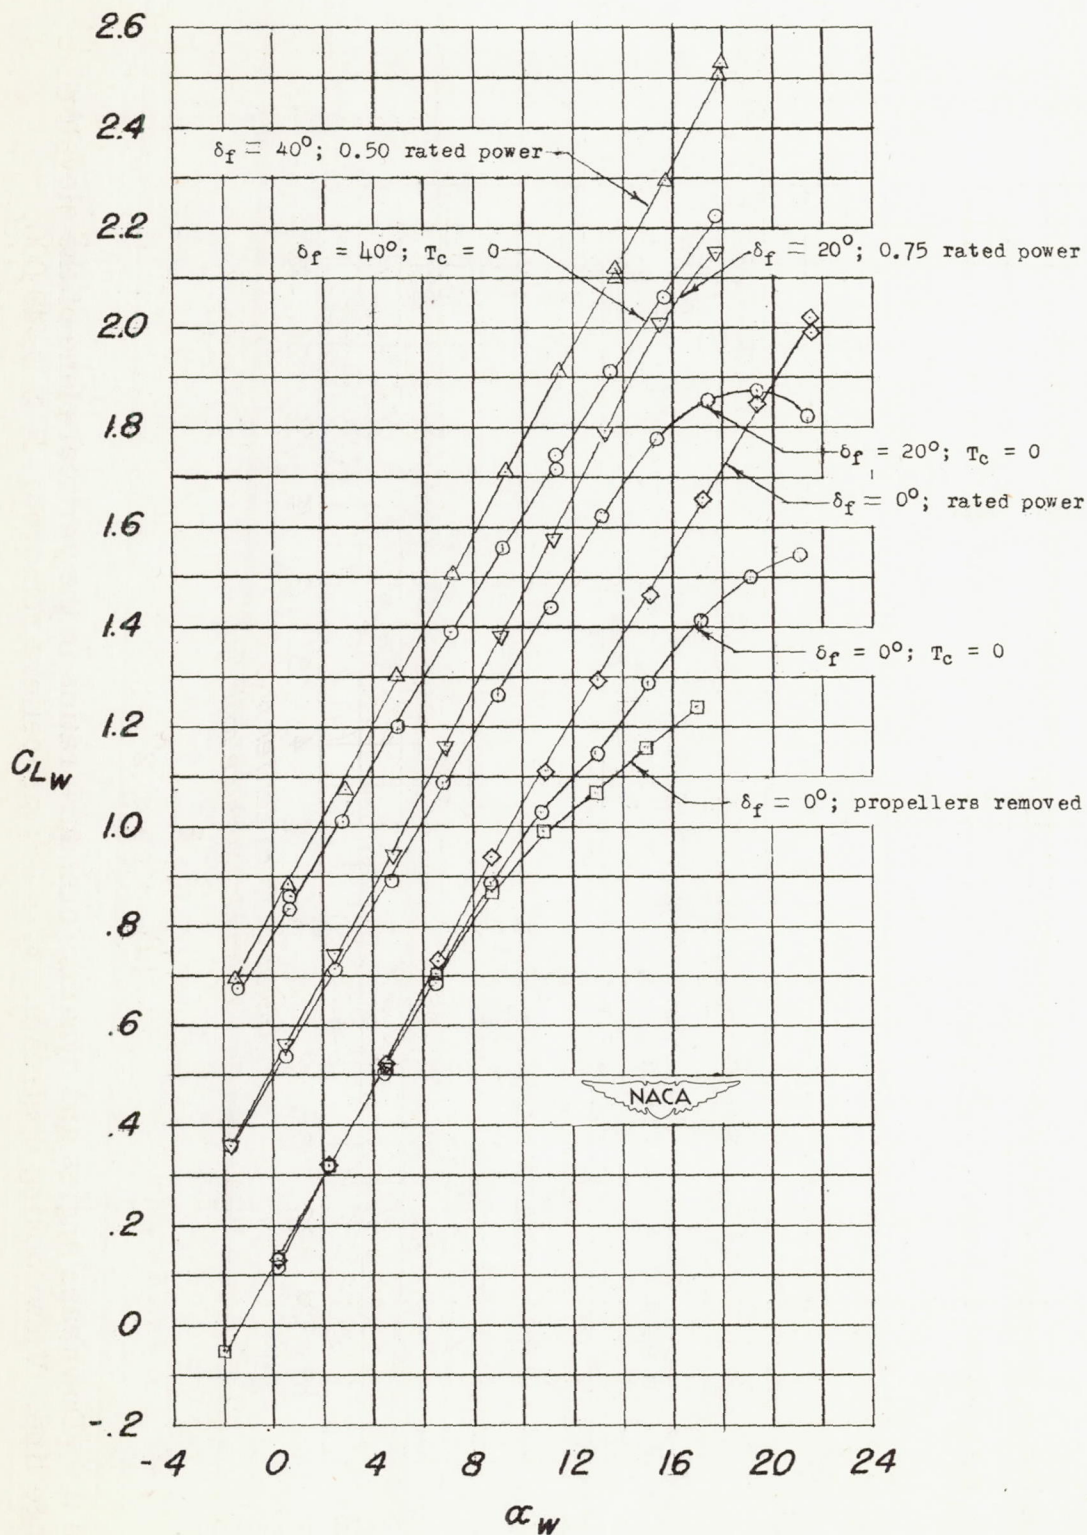 2.6
2.4
δf = 40°; 0.50 rated power
2.2
δf = 40°; Tc = 0
δf = 20°; 0.75 rated power
2.0
1.8
δf = 20°; Tc = 0
δf = 0°; rated power
1.6
1.4
δf = 0°; Tc = 0
1.2
CLW
δf = 0°; propellers removed
1.0
.8
.6
NACA
.4
.2
0
-.2
-4 0 4 8 12 16 20 24
αW